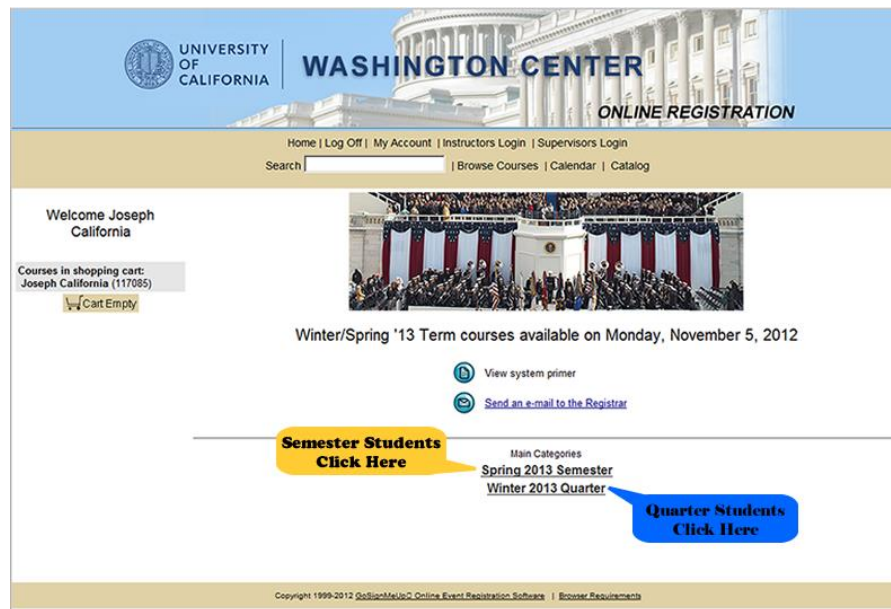 UNIVERSITY
OF
CALIFORNIA
WASHINGTON CENTER
ONLINE REGISTRATION
Home | Log Off | My Account | Instructors Login | Supervisors Login
Search | Browse Courses | Calendar | Catalog
Welcome Joseph
California
Courses in shopping cart:
Joseph California (117085)
Cart Empty
Winter/Spring '13 Term courses available on Monday, November 5, 2012
View system primer
Send an e-mail to the Registrar
Semester Students
Click Here
Main Categories
Spring 2013 Semester
Winter 2013 Quarter
Quarter Students
Click Here
Copyright 1999-2012 GoSignMeUpC Online Event Registration Software | Browser Requirements